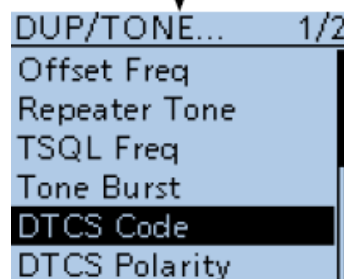 DUP/TONE... 1/2
Offset Freq
Repeater Tone
TSQL Freq
Tone Burst
DTCS Code
DTCS Polarity